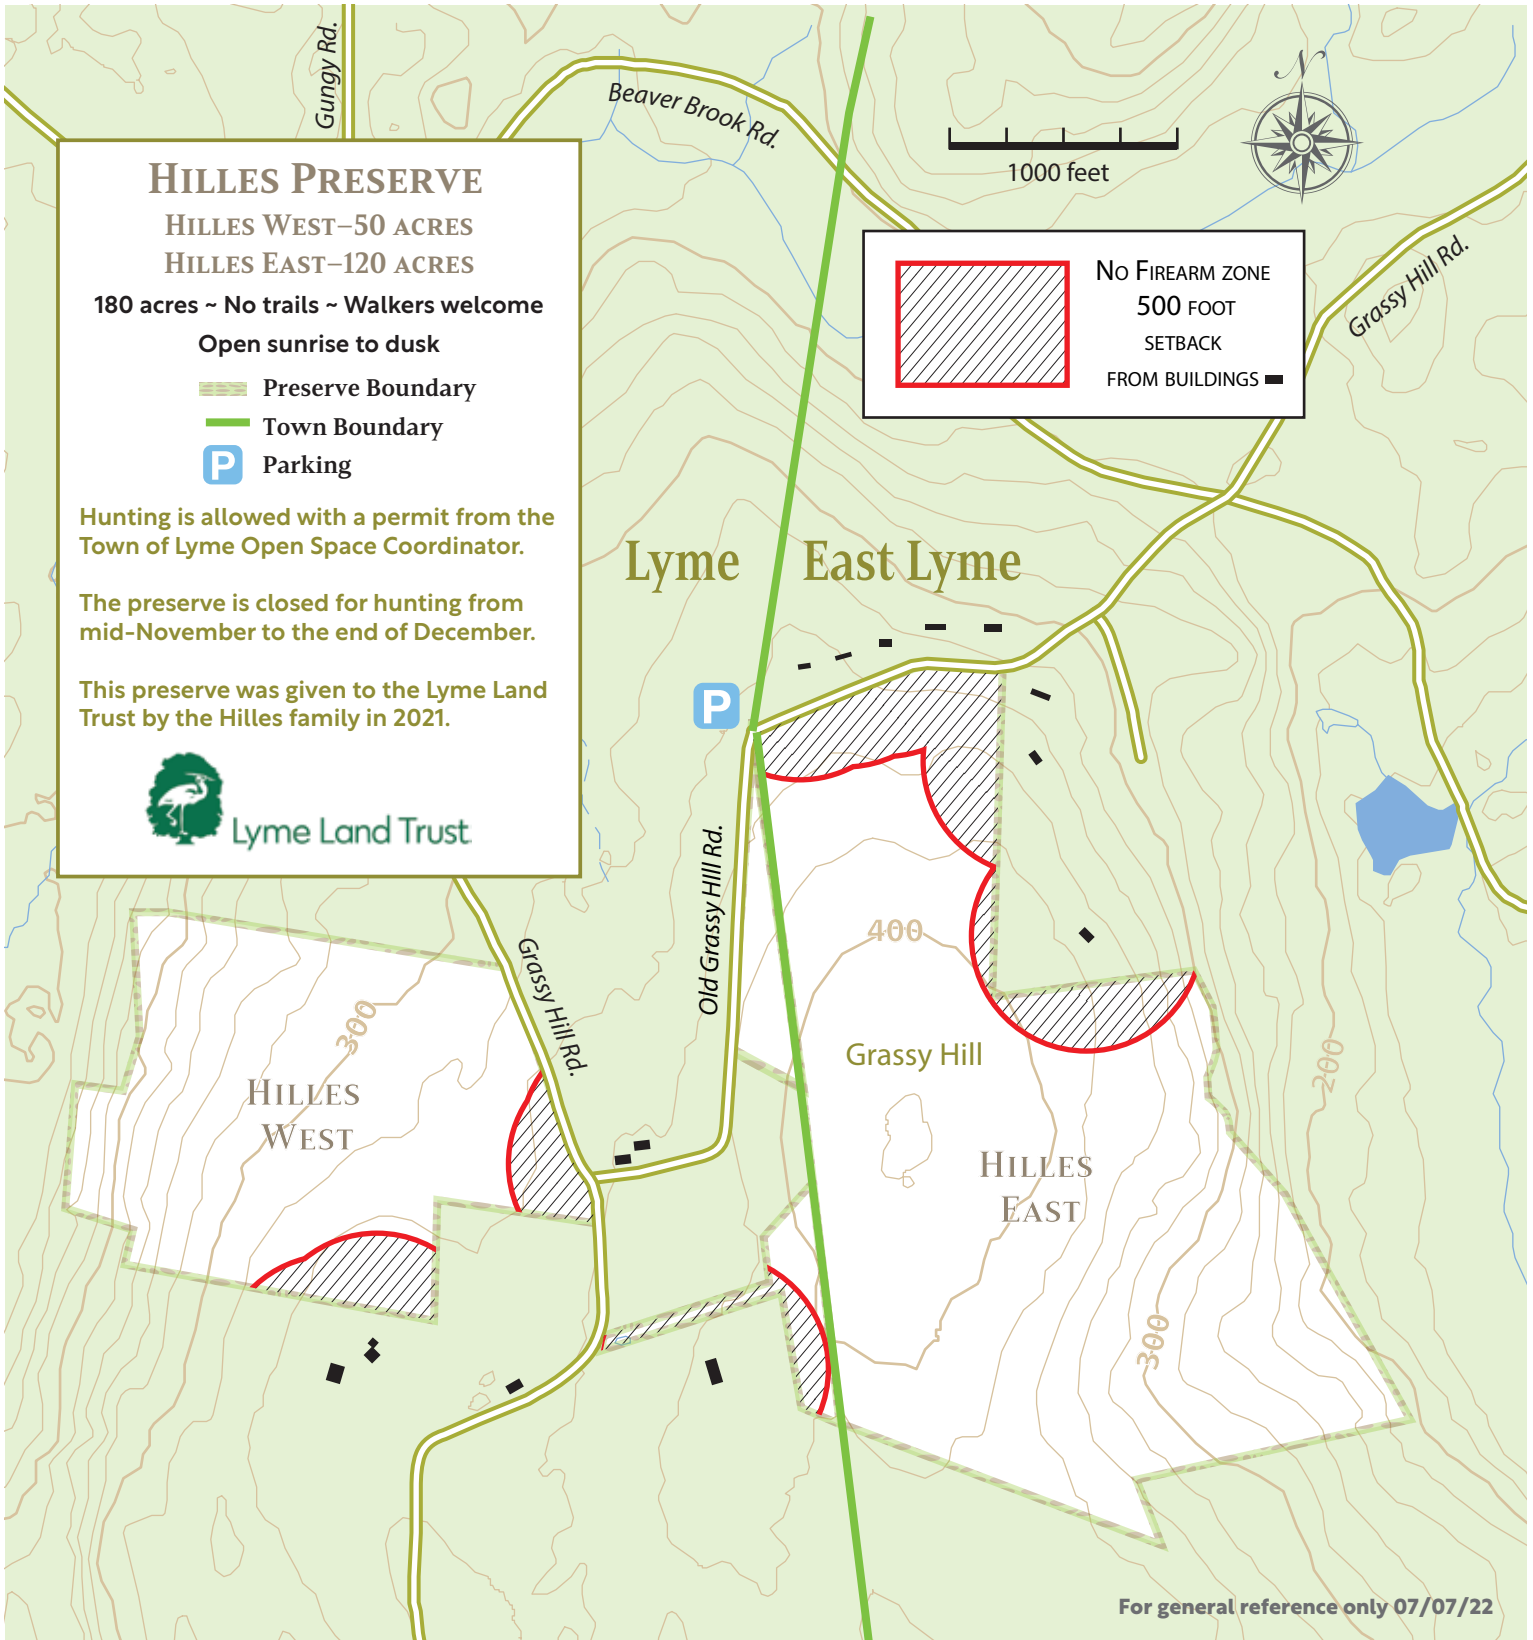 Gungy Rd.
Beaver Brook Rd.
N
1000 feet
HILLES PRESERVE
HILLES WEST–50 ACRES
HILLES EAST–120 ACRES
180 acres ~ No trails ~ Walkers welcome
Open sunrise to dusk
Preserve Boundary
Town Boundary
P Parking
Hunting is allowed with a permit from the
Town of Lyme Open Space Coordinator.
The preserve is closed for hunting from
mid-November to the end of December.
This preserve was given to the Lyme Land
Trust by the Hilles family in 2021.
Lyme Land Trust
NO FIREARM ZONE
500 FOOT
SETBACK
FROM BUILDINGS
Grassy Hill Rd.
Lyme
East Lyme
P
Old Grassy HIll Rd.
400
Grassy Hill Rd.
300
Grassy Hill
200
HILLES
WEST
HILLES
EAST
300
For general reference only 07/07/22